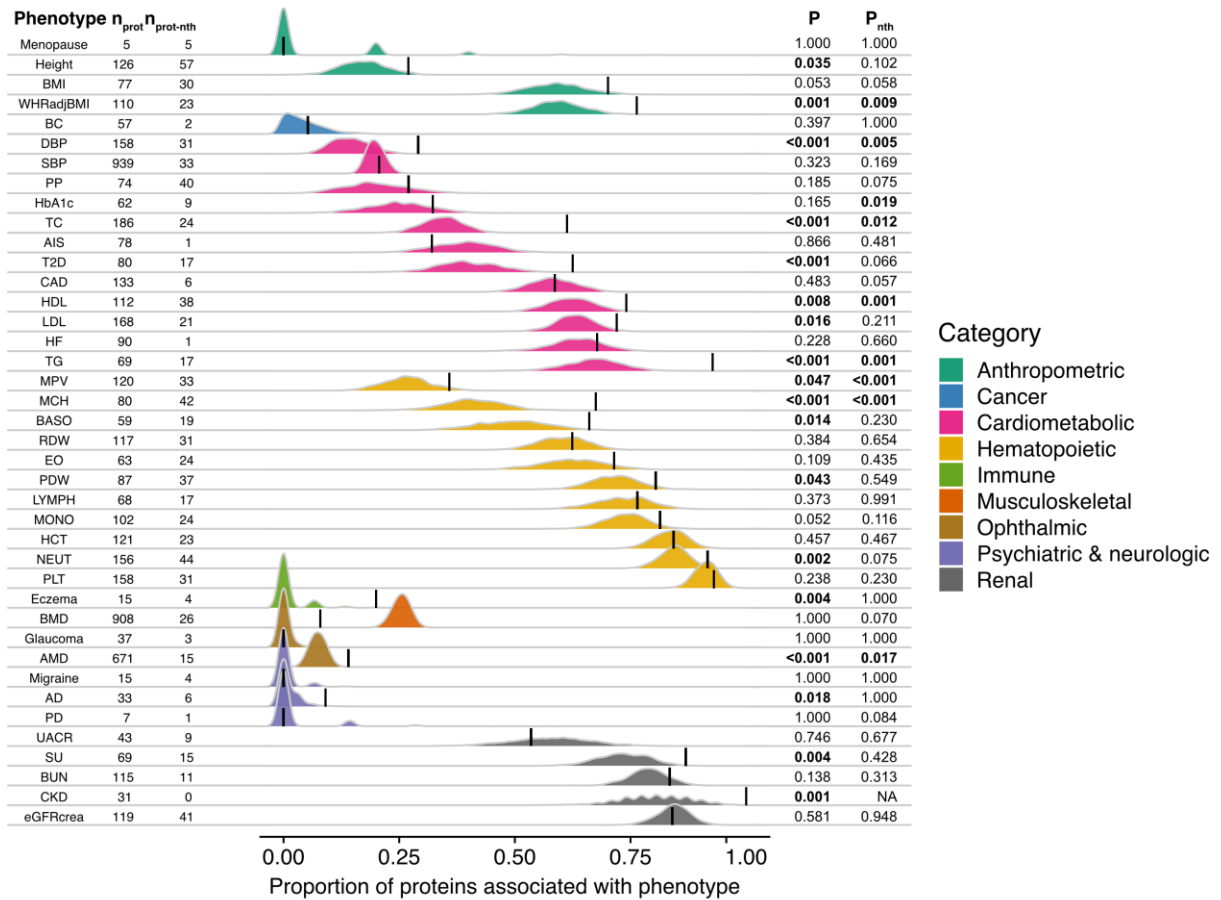 Phenotype nprot nprot-nth P Pnth
Menopause 5 5 1.000 1.000
Height 126 57 0.035 0.102
BMI 77 30 0.053 0.058
WHRadjBMI 110 23 0.001 0.009
BC 57 2 0.397 1.000
DBP 158 31 <0.001 0.005
SBP 939 33 0.323 0.169
PP 74 40 0.185 0.075
HbA1c 62 9 0.165 0.019
TC 186 24 <0.001 0.012
AIS 78 1 0.866 0.481
T2D 80 17 <0.001 0.066
CAD 133 6 0.483 0.057
HDL 112 38 0.008 0.001
LDL 168 21 0.016 0.211
HF 90 1 0.228 0.660
TG 69 17 <0.001 0.001
MPV 120 33 0.047 <0.001
MCH 80 42 <0.001 <0.001
BASO 59 19 0.014 0.230
RDW 117 31 0.384 0.654
EO 63 24 0.109 0.435
PDW 87 37 0.043 0.549
LYMPH 68 17 0.373 0.991
MONO 102 24 0.052 0.116
HCT 121 23 0.457 0.467
NEUT 156 44 0.002 0.075
PLT 158 31 0.238 0.230
Eczema 15 4 0.004 1.000
BMD 908 26 1.000 0.070
Glaucoma 37 3 1.000 1.000
AMD 671 15 <0.001 0.017
Migraine 15 4 1.000 1.000
AD 33 6 0.018 1.000
PD 7 1 1.000 0.084
UACR 43 9 0.746 0.677
SU 69 15 0.004 0.428
BUN 115 11 0.138 0.313
CKD 31 0 0.001 NA
eGFRcrea 119 41 0.581 0.948
0.00 0.25 0.50 0.75 1.00
Proportion of proteins associated with phenotype
Category
Anthropometric
Cancer
Cardiometabolic
Hematopoietic
Immune
Musculoskeletal
Ophthalmic
Psychiatric & neurologic
Renal